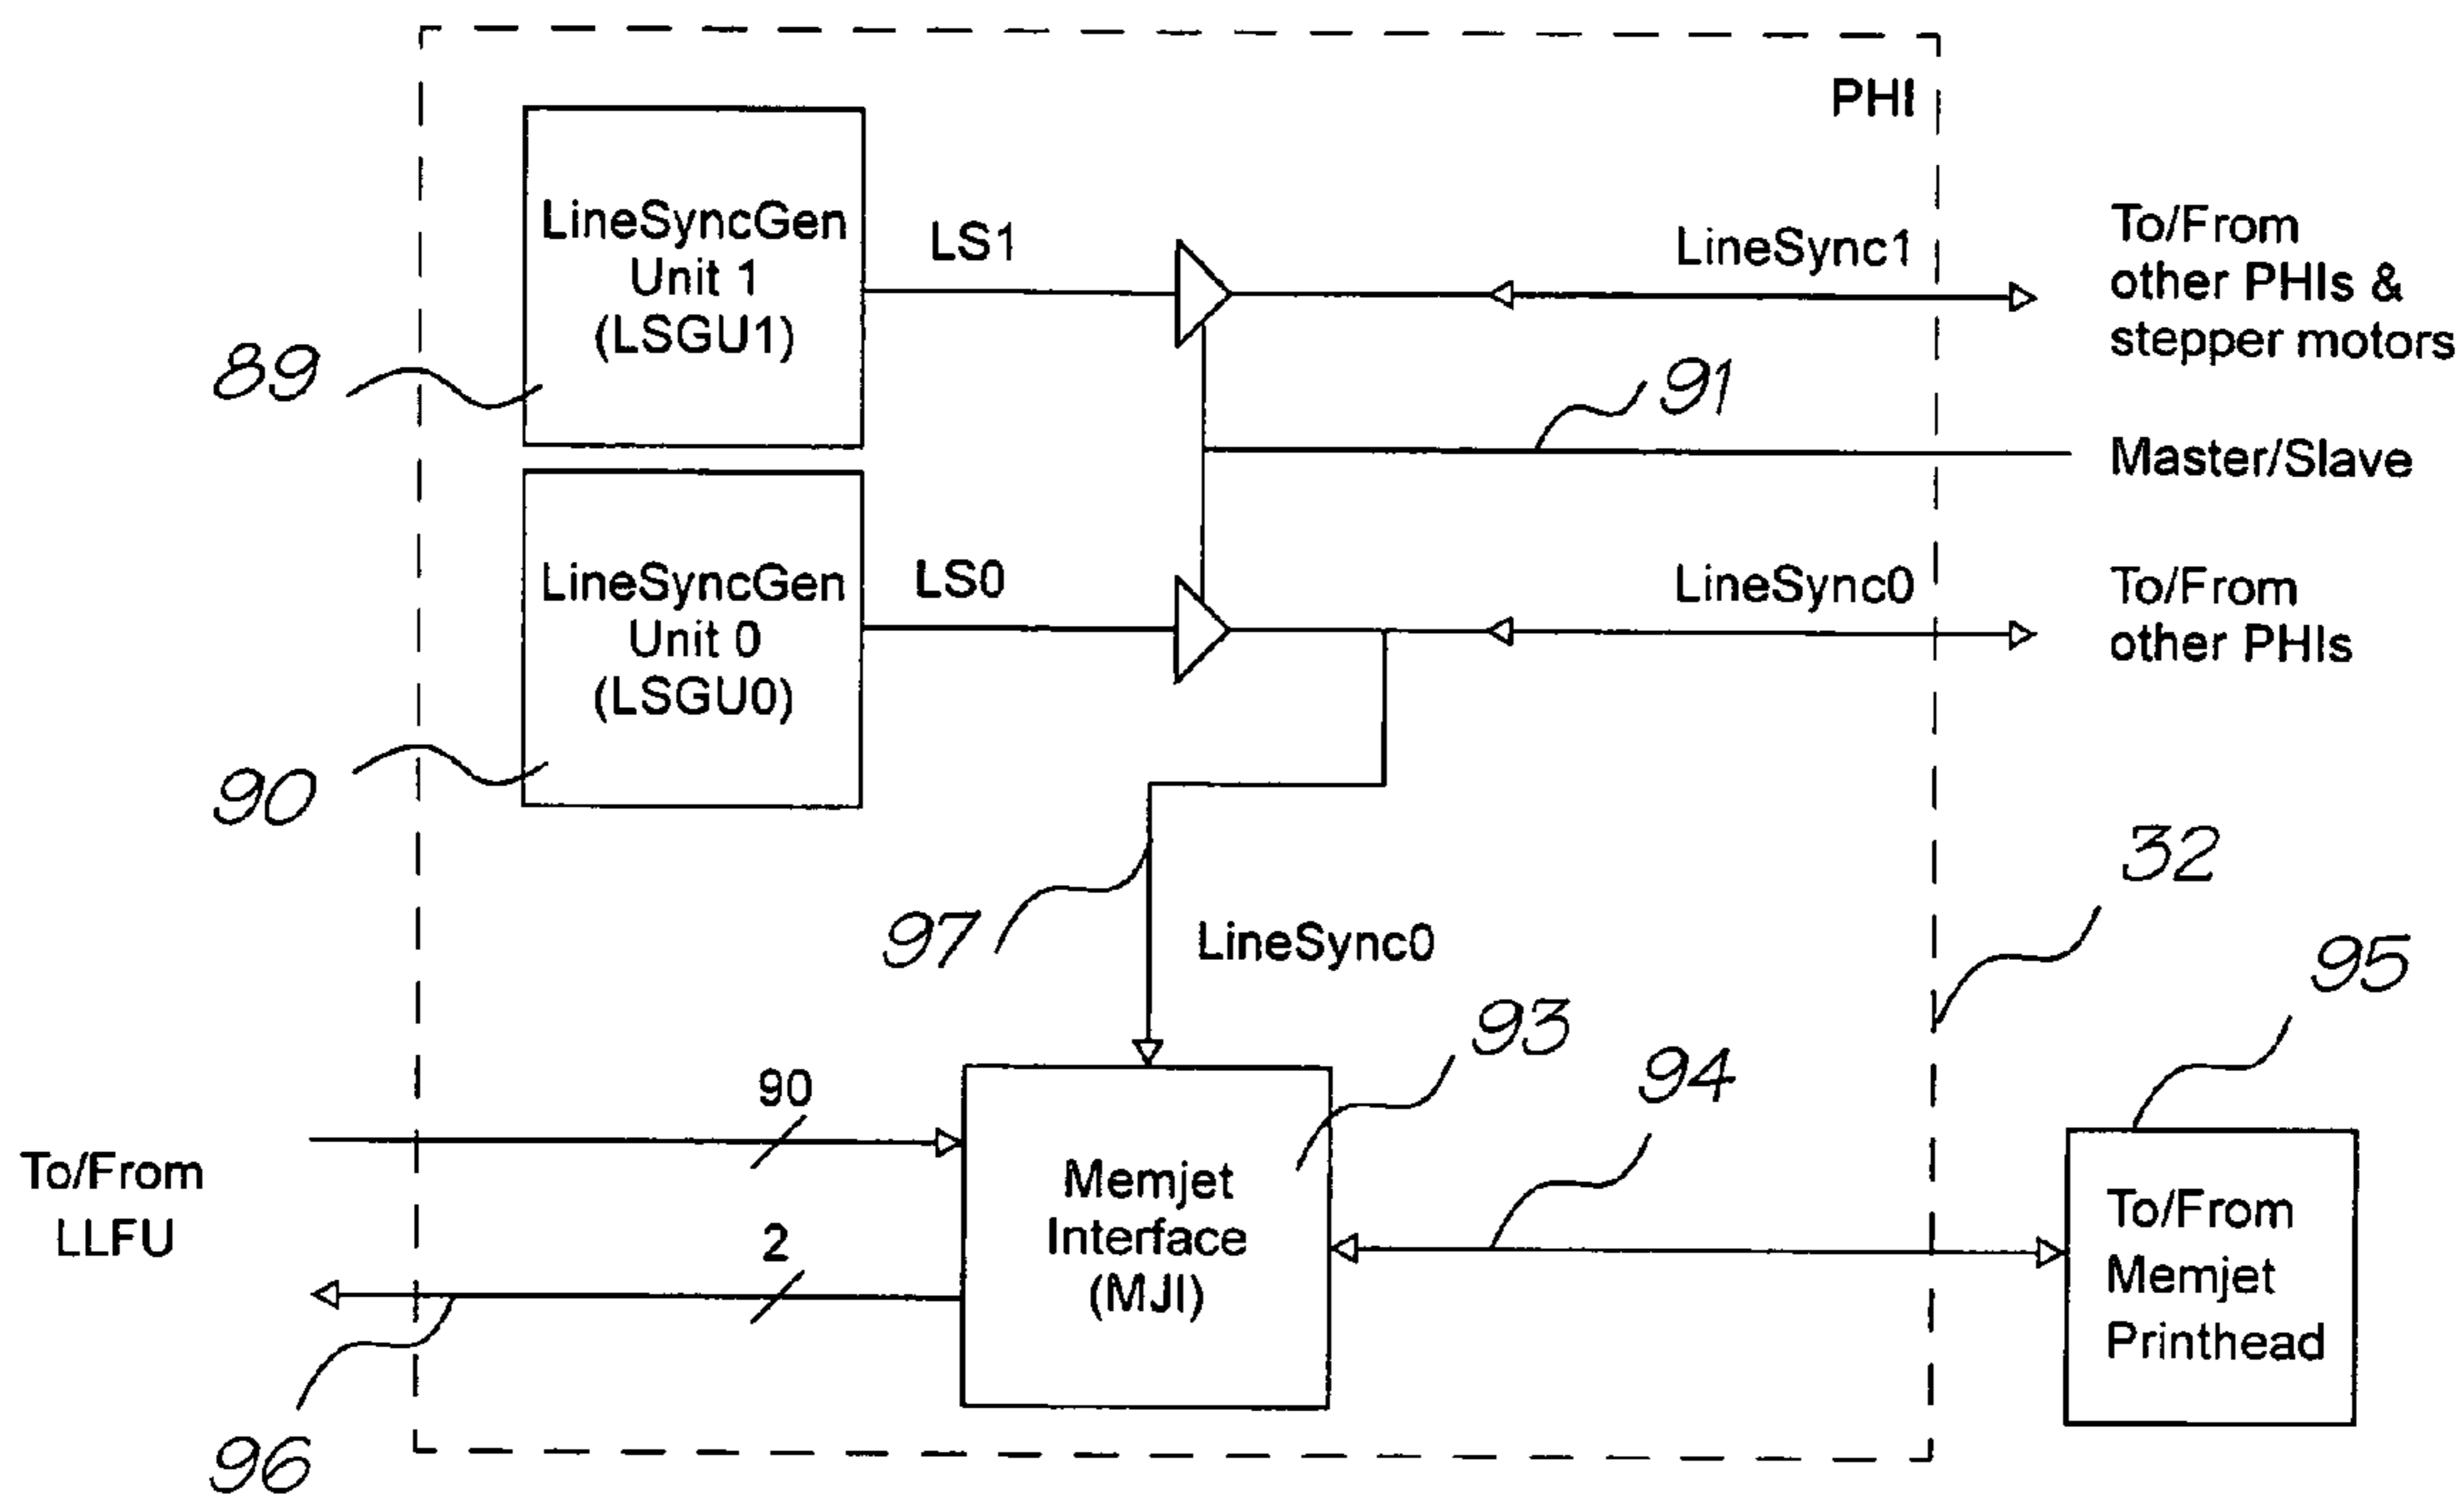 PHI
LineSyncGen
Unit 1
(LSGU1)
LS1
LineSync1
To/From
other PHIs &
stepper motors
89
91
Master/Slave
LineSyncGen
Unit 0
(LSGU0)
LS0
LineSync0
To/From
other PHIs
90
32
97
LineSync0
95
93
94
90
To/From
LLFU
2
Memjet
Interface
(MJI)
To/From
Memjet
Printhead
96